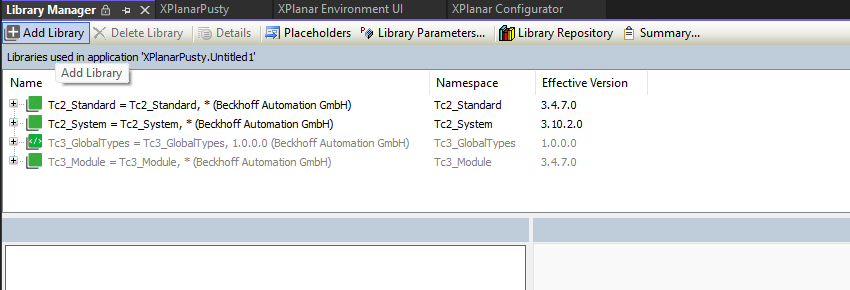 Library Manager XPlanarPusty XPlanar Environment UI XPlanar Configurator
Add Library Delete Library Details Placeholders Library Parameters... Library Repository Summary...
Libraries used in application 'XPlanarPusty.Untitled1'
Add Library
Name Namespace Effective Version
Tc2_Standard = Tc2_Standard, * (Beckhoff Automation GmbH) Tc2_Standard 3.4.7.0
Tc2_System = Tc2_System, * (Beckhoff Automation GmbH) Tc2_System 3.10.2.0
Tc3_GlobalTypes = Tc3_GlobalTypes, 1.0.0.0 (Beckhoff Automation GmbH) Tc3_GlobalTypes 1.0.0.0
Tc3_Module = Tc3_Module, * (Beckhoff Automation GmbH) Tc3_Module 3.4.7.0